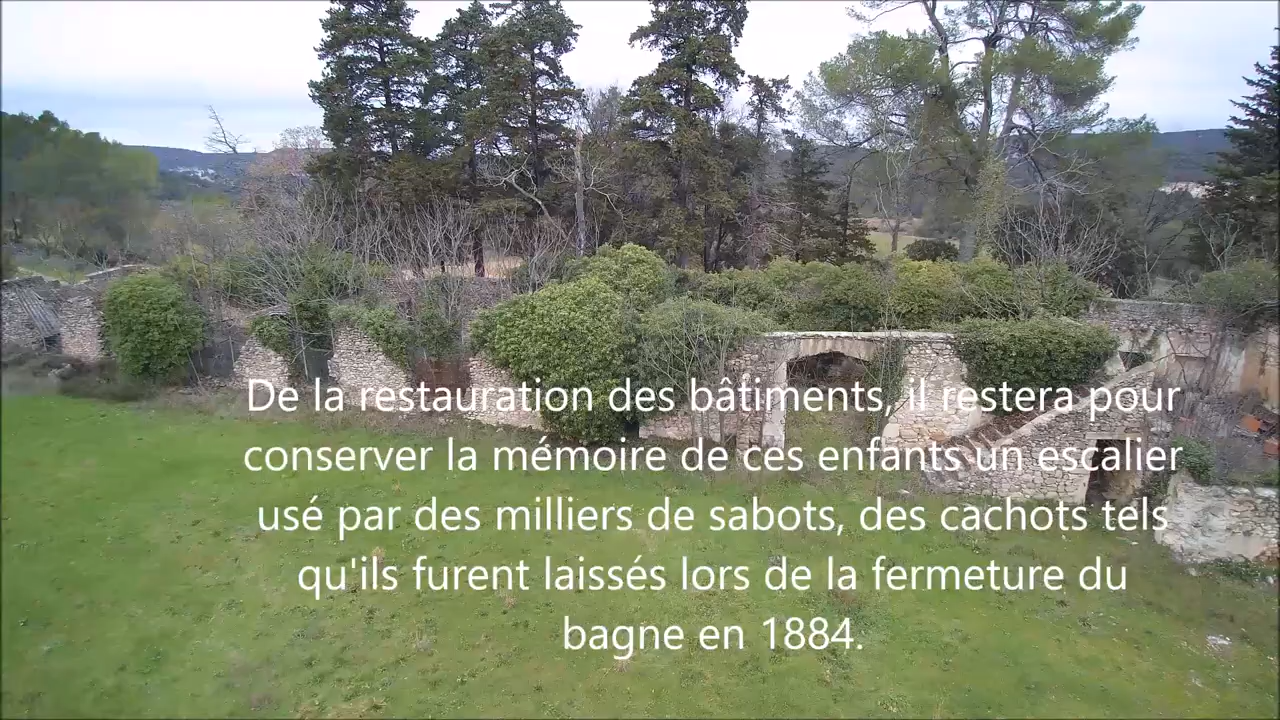 De la restauration des bâtiments, il restera pour
conserver la mémoire de ces enfants un escalier
usé par des milliers de sabots, des cachots tels
qu'ils furent laissés lors de la fermeture du
bagne en 1884.